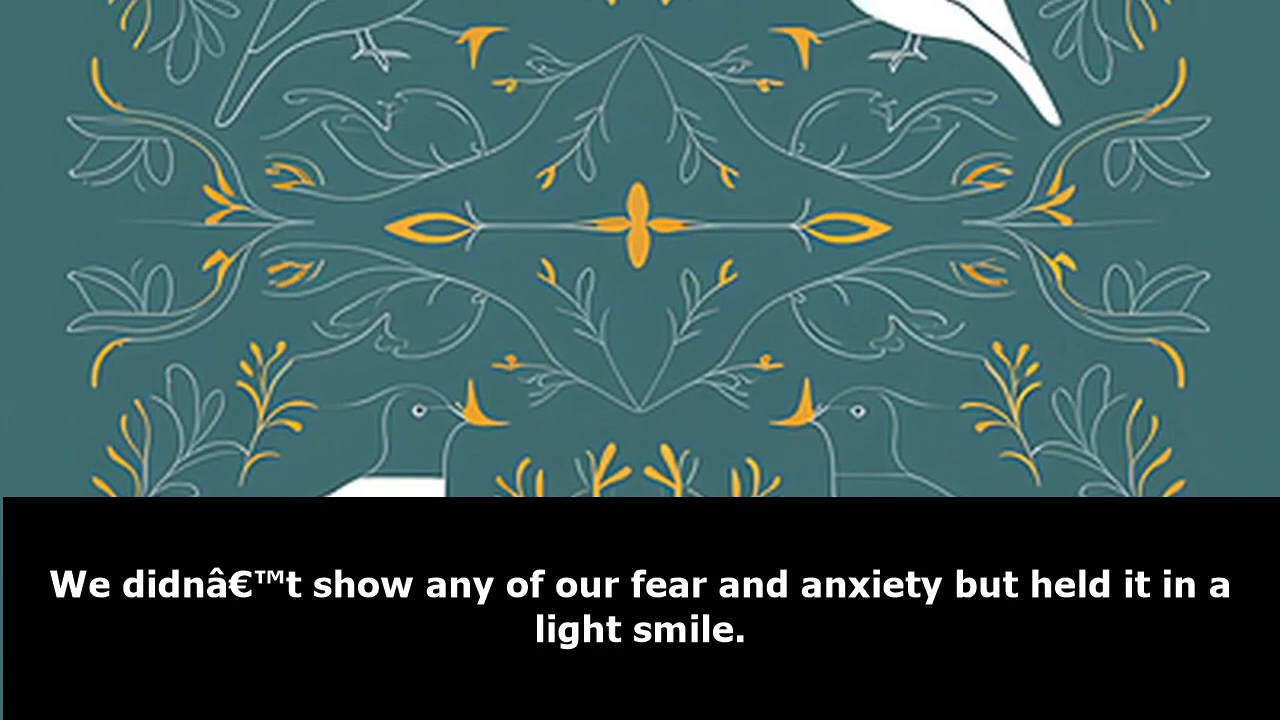 We didnâ€™t show any of our fear and anxiety but held it in a
light smile.